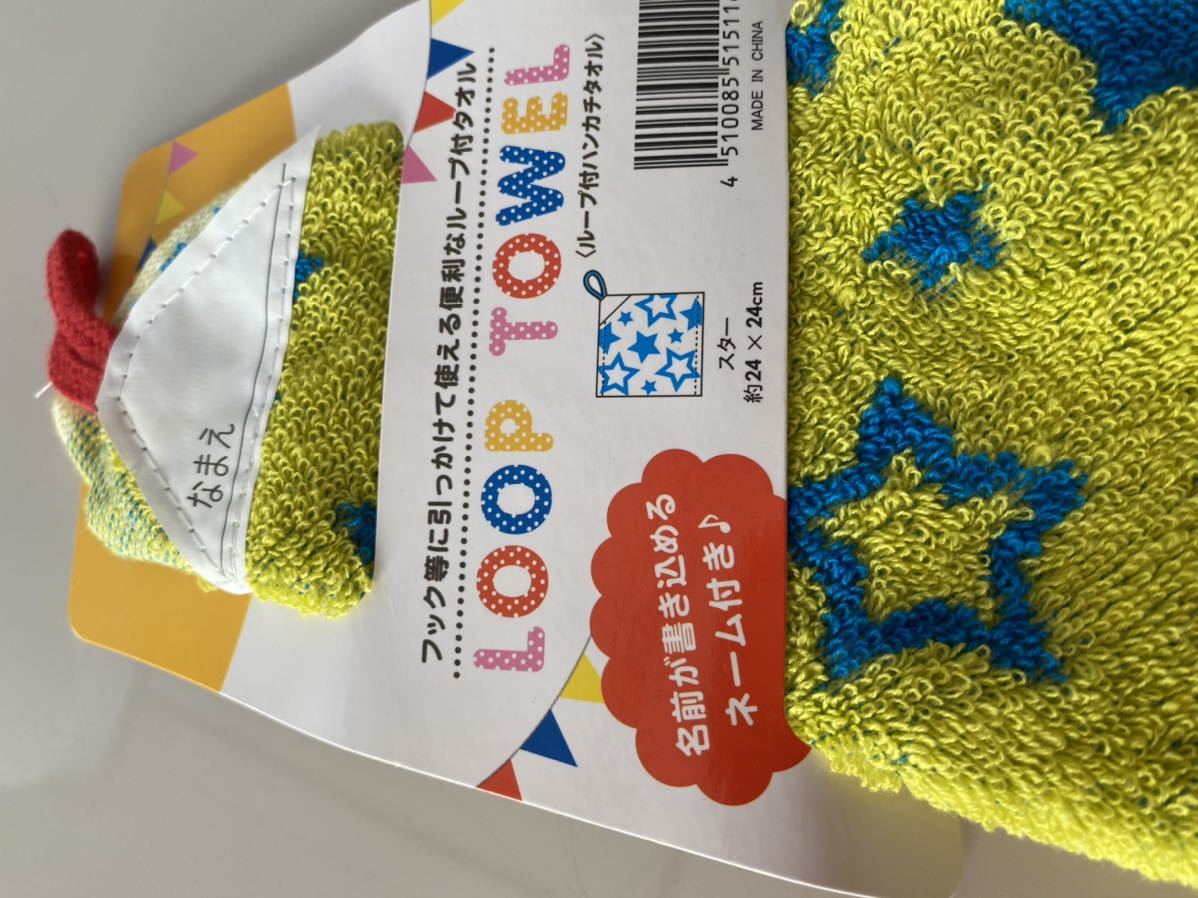 フック等に引っかけて使える便利なループ付タオル
LOOP TOWEL
〈ループ付ハンカチタオル〉
なまえ
名前が書き込める
ネーム付き♪
スター
約24×24cm
MADE IN CHINA